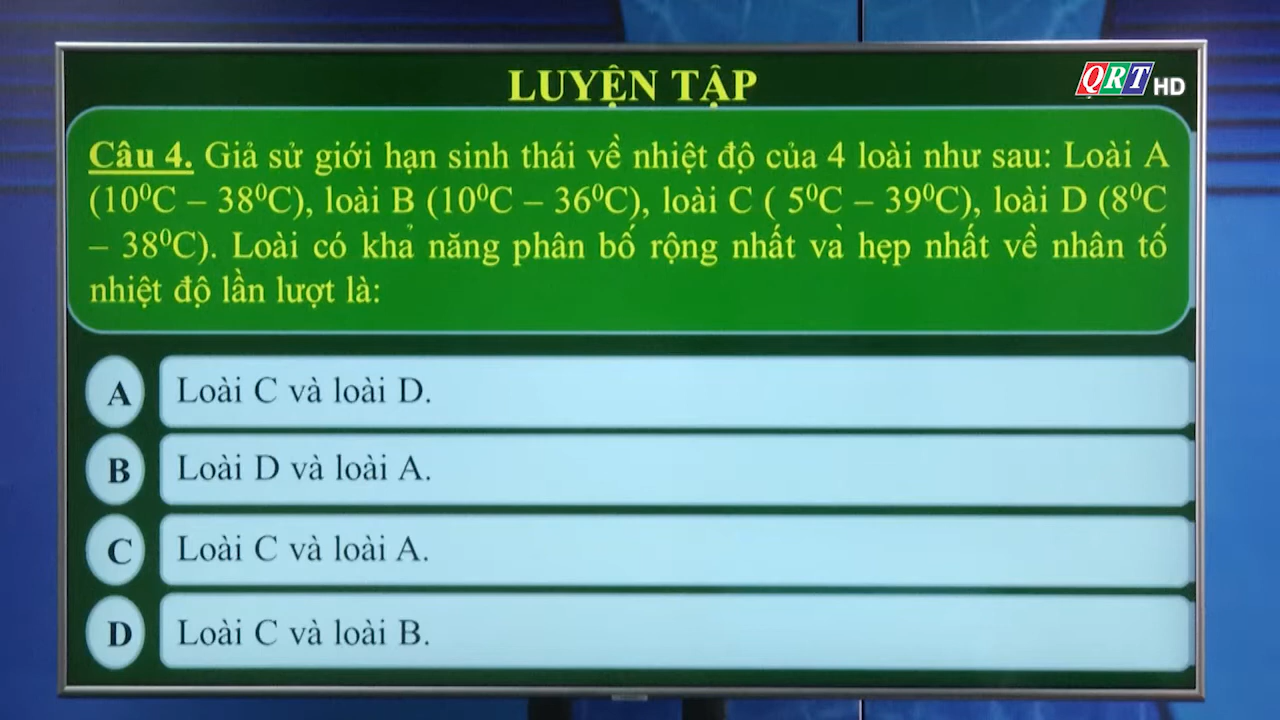 LUYỆN TẬP
QRT HD
Câu 4. Giả sử giới hạn sinh thái về nhiệt độ của 4 loài như sau: Loài A
(10⁰C – 38⁰C), loài B (10⁰C – 36⁰C), loài C ( 5⁰C – 39⁰C), loài D (8⁰C
– 38⁰C). Loài có khả năng phân bố rộng nhất và hẹp nhất về nhân tố
nhiệt độ lần lượt là:
A Loài C và loài D.
B Loài D và loài A.
C Loài C và loài A.
D Loài C và loài B.